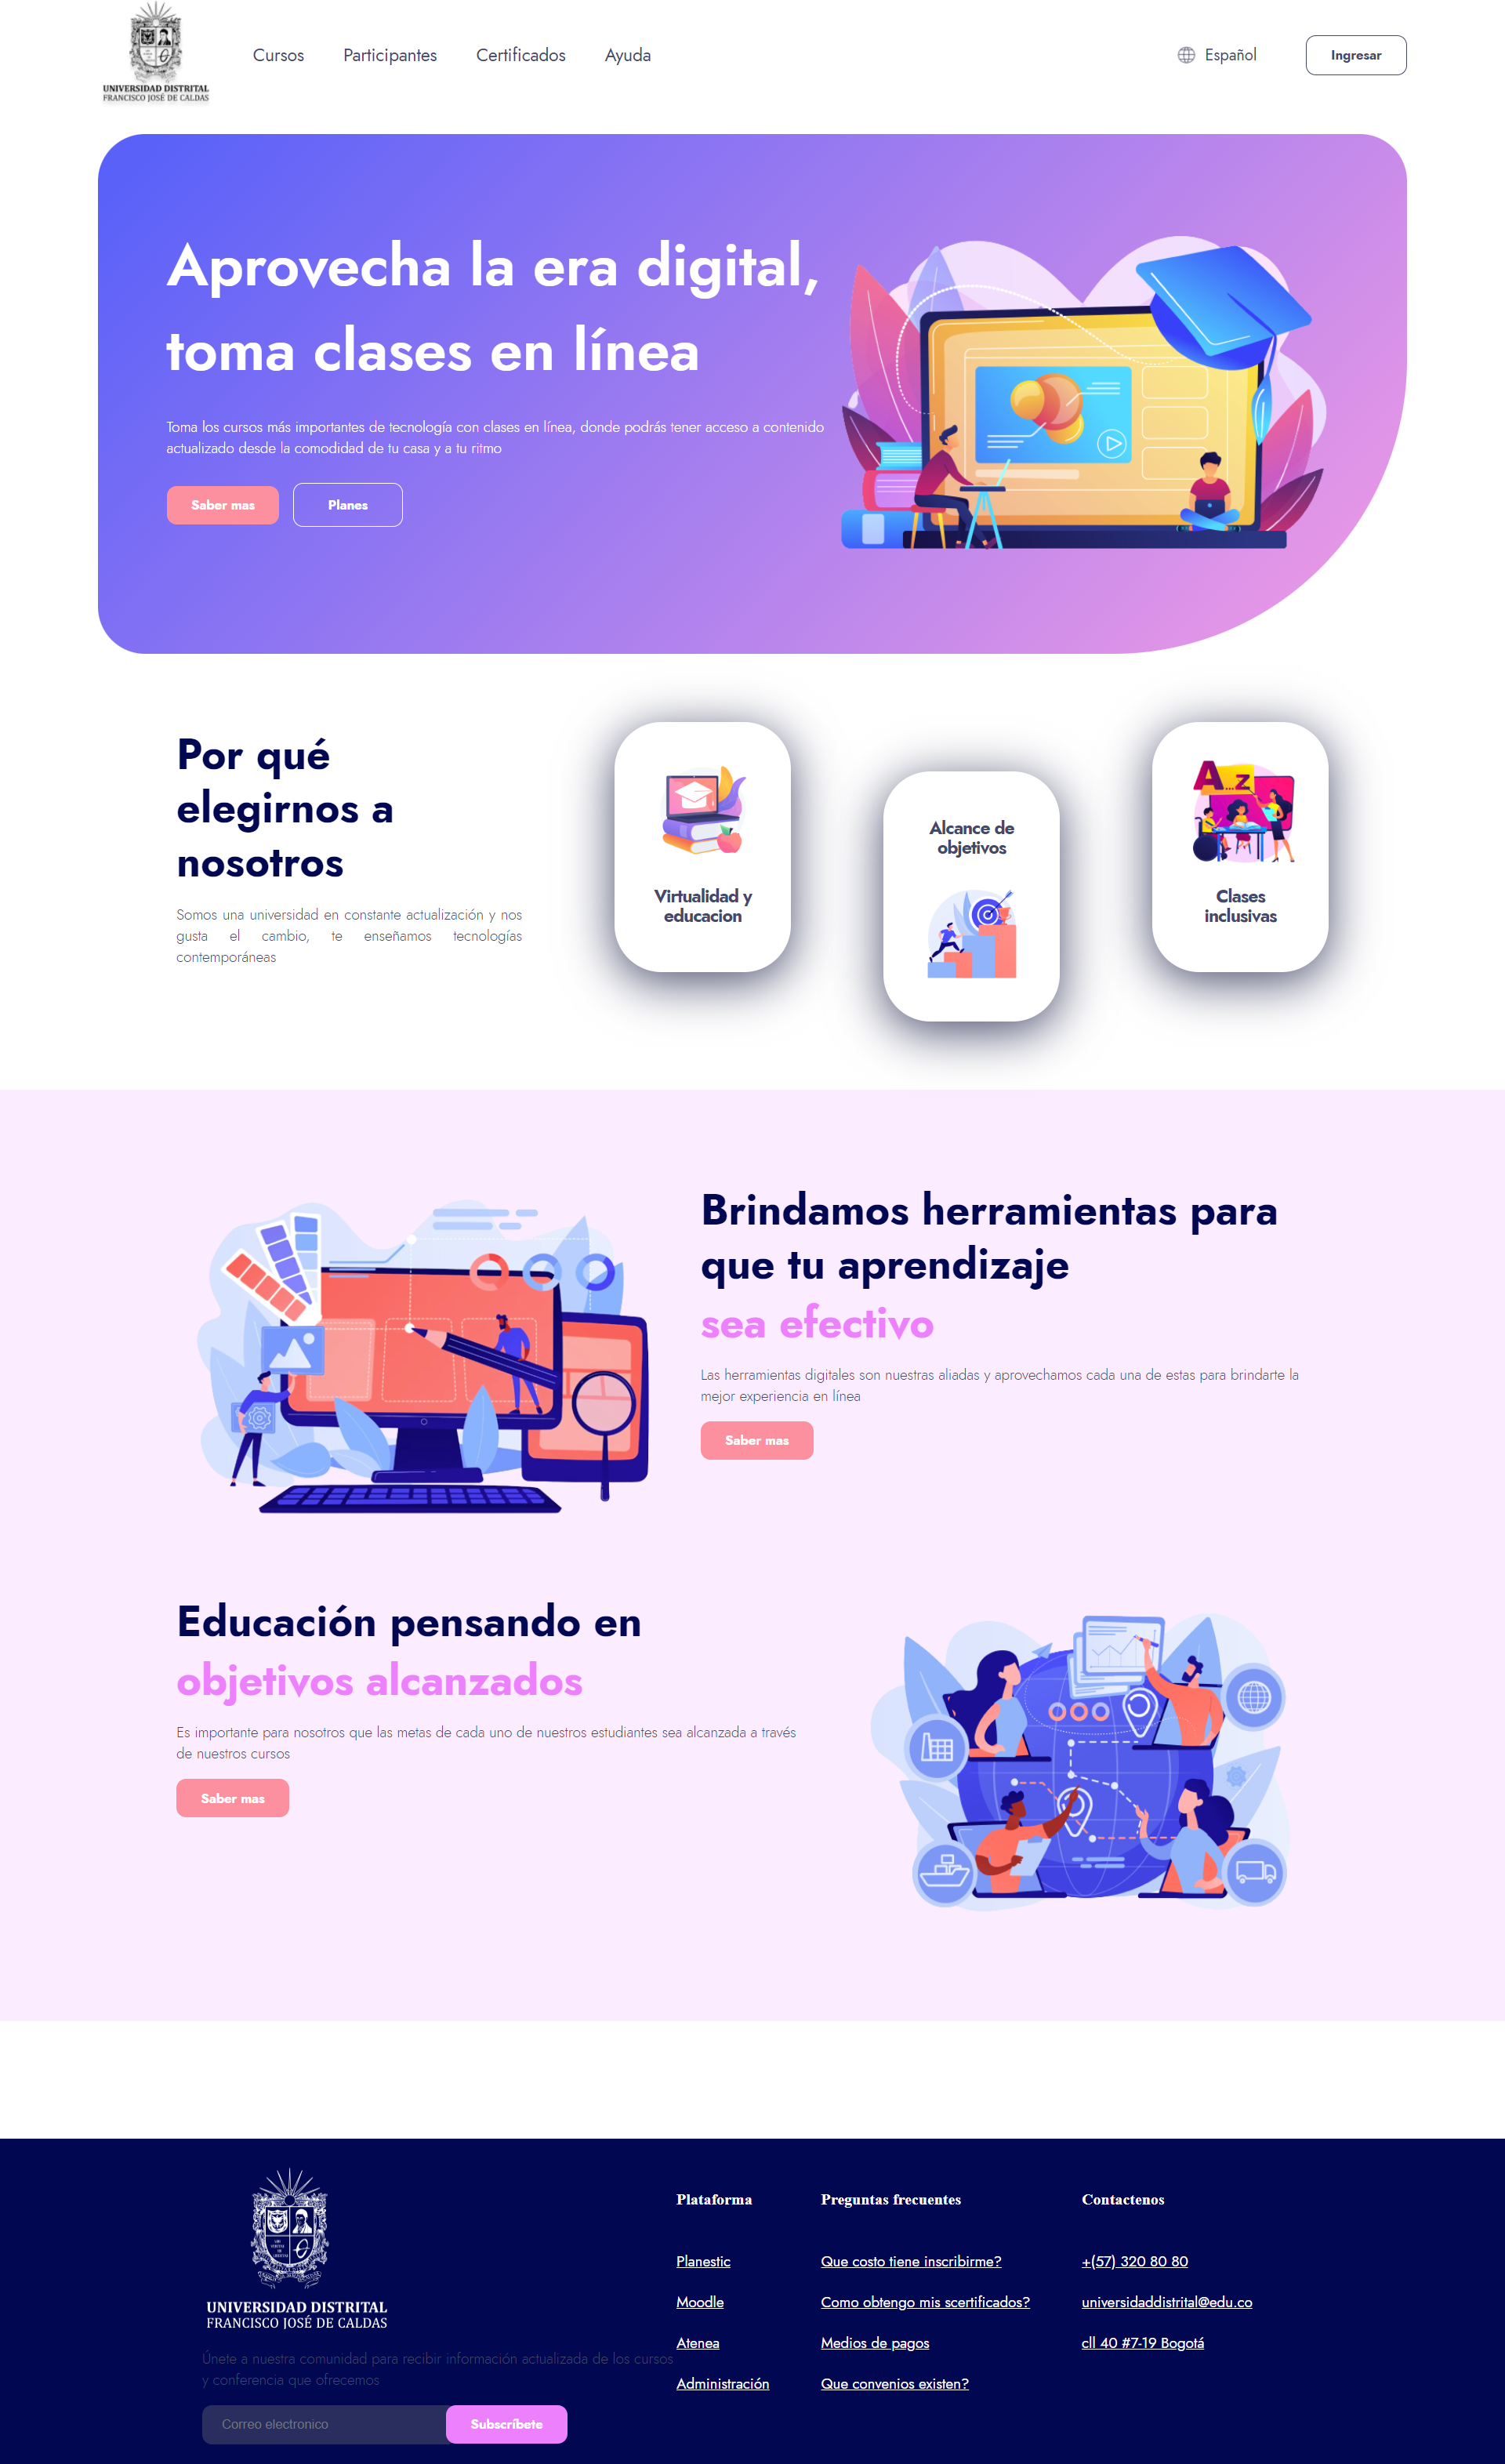 UNIVERSIDAD DISTRITAL
FRANCISCO JOSÉ DE CALDAS
Cursos
Participantes
Certificados
Ayuda
Español
Ingresar
Aprovecha la era digital,
toma clases en línea
Toma los cursos más importantes de tecnología con clases en línea, donde podrás tener acceso a contenido
actualizado desde la comodidad de tu casa y a tu ritmo
Saber mas
Planes
Por qué
elegirnos a
nosotros
Somos una universidad en constante actualización y nos
gusta el cambio, te enseñamos tecnologías
contemporáneas
Virtualidad y
educacion
Alcance de
objetivos
A...z
Clases
inclusivas
Brindamos herramientas para
que tu aprendizaje
sea efectivo
Las herramientas digitales son nuestras aliadas y aprovechamos cada una de estas para brindarte la
mejor experiencia en línea
Saber mas
Educación pensando en
objetivos alcanzados
Es importante para nosotros que las metas de cada uno de nuestros estudiantes sea alcanzada a través
de nuestros cursos
Saber mas
UNIVERSIDAD DISTRITAL
FRANCISCO JOSÉ DE CALDAS
Únete a nuestra comunidad para recibir información actualizada de los cursos
y conferencia que ofrecemos
Correo electronico
Subscríbete
Plataforma
Planestic
Moodle
Atenea
Administración
Preguntas frecuentes
Que costo tiene inscribirme?
Como obtengo mis scertificados?
Medios de pagos
Que convenios existen?
Contactenos
+(57) 320 80 80
universidaddistrital@edu.co
cll 40 #7-19 Bogotá